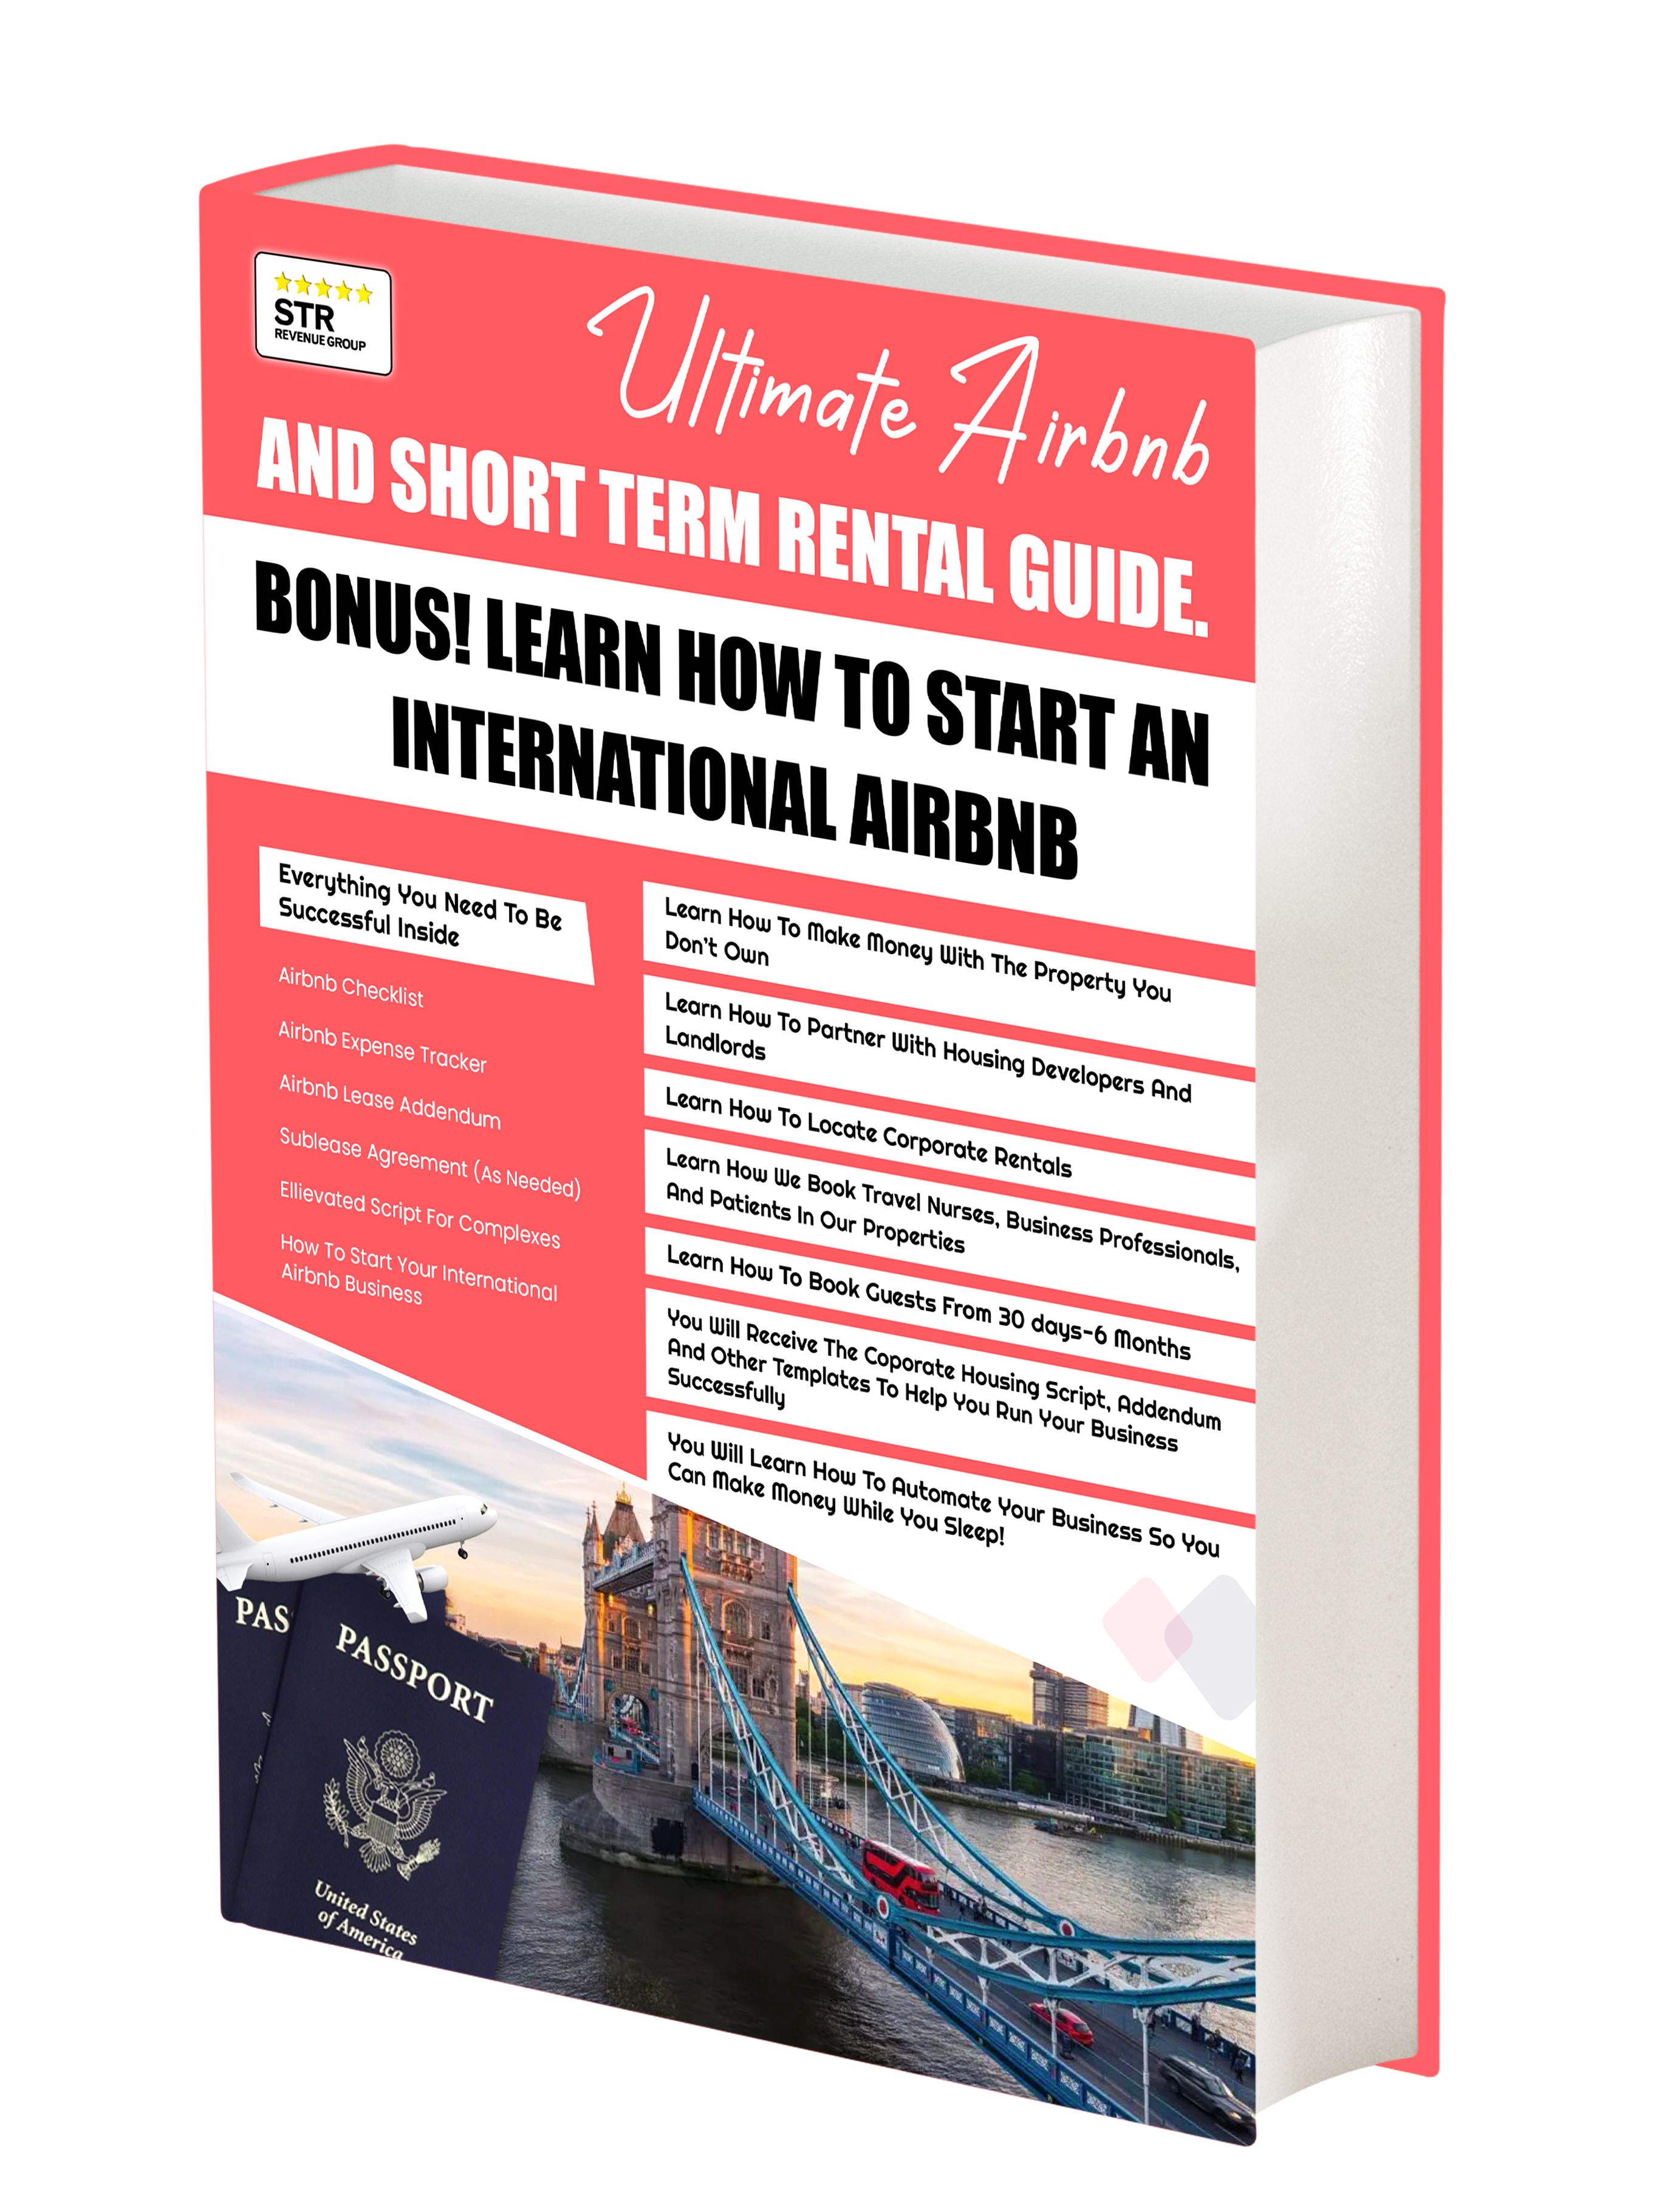 STR
REVENUE GROUP
Ultimate Airbnb
AND SHORT TERM RENTAL GUIDE.
BONUS! LEARN HOW TO START AN
INTERNATIONAL AIRBNB
Everything You Need To Be
Successful Inside
Airbnb Checklist
Airbnb Expense Tracker
Airbnb Lease Addendum
Sublease Agreement (As Needed)
Ellievated Script For Complexes
How To Start Your International
Airbnb Business
Learn How To Make Money With The Property You
Don't Own
Learn How To Partner With Housing Developers And
Landlords
Learn How To Locate Corporate Rentals
Learn How We Book Travel Nurses, Business Professionals,
And Patients In Our Properties
Learn How To Book Guests From 30 days-6 Months
You Will Receive The Coporate Housing Script, Addendum
And Other Templates To Help You Run Your Business
Successfully
You Will Learn How To Automate Your Business So You
Can Make Money While You Sleep!
PAS
PASSPORT
United States
of America